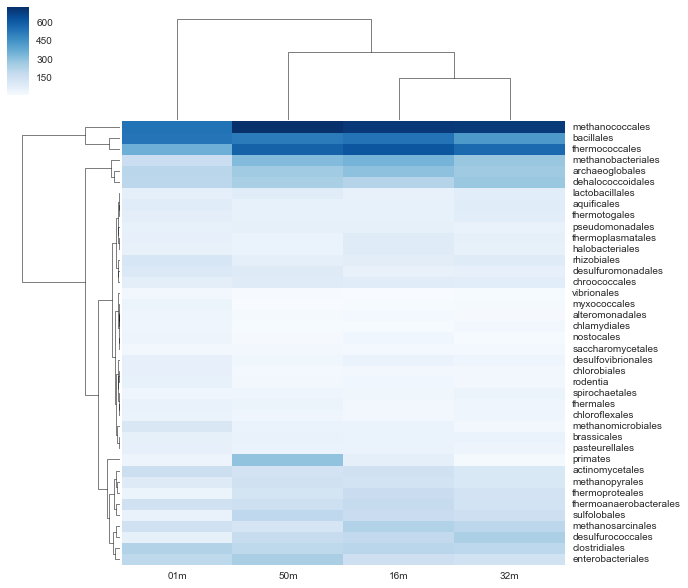 600
450
300
150
methanococcales
bacillales
thermococcales
methanobacteriales
archaeoglobales
dehalococcoidales
lactobacillales
aquificales
thermotogales
pseudomonadales
thermoplasmatales
halobacteriales
rhizobiales
desulfuromonadales
chroococcales
vibrionales
myxococcales
alteromonadales
chlamydiales
nostocales
saccharomycetales
desulfovibrionales
chlorobiales
rodentia
spirochaetales
thermales
chloroflexales
methanomicrobiales
brassicales
pasteurellales
primates
actinomycetales
methanopyrales
thermoproteales
thermoanaerobacterales
sulfolobales
methanosarcinales
desulfurococcales
clostridiales
enterobacteriales
01m 50m 16m 32m